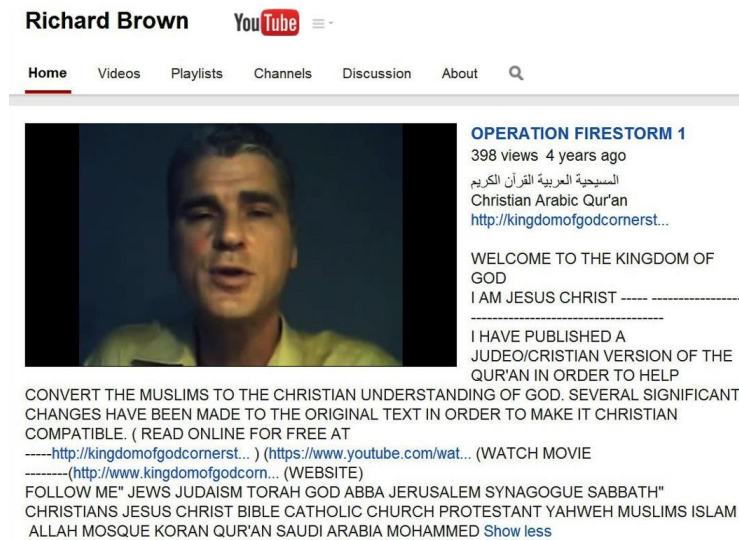 Richard Brown
YouTube
Home Videos Playlists Channels Discussion About
OPERATION FIRESTORM 1
398 views 4 years ago
المسيحية العربية القرآن الكريم
Christian Arabic Qur'an
http://kingdomofgodcornerst...
WELCOME TO THE KINGDOM OF
GOD
I AM JESUS CHRIST ----- -----------------
------------------------------------
I HAVE PUBLISHED A
JUDEO/CRISTIAN VERSION OF THE
QUR'AN IN ORDER TO HELP
CONVERT THE MUSLIMS TO THE CHRISTIAN UNDERSTANDING OF GOD. SEVERAL SIGNIFICANT
CHANGES HAVE BEEN MADE TO THE ORIGINAL TEXT IN ORDER TO MAKE IT CHRISTIAN
COMPATIBLE. ( READ ONLINE FOR FREE AT
-----http://kingdomofgodcornerst... ) (https://www.youtube.com/wat... (WATCH MOVIE
--------(http://www.kingdomofgodcorn... (WEBSITE)
FOLLOW ME" JEWS JUDAISM TORAH GOD ABBA JERUSALEM SYNAGOGUE SABBATH"
CHRISTIANS JESUS CHRIST BIBLE CATHOLIC CHURCH PROTESTANT YAHWEH MUSLIMS ISLAM
ALLAH MOSQUE KORAN QUR'AN SAUDI ARABIA MOHAMMED Show less